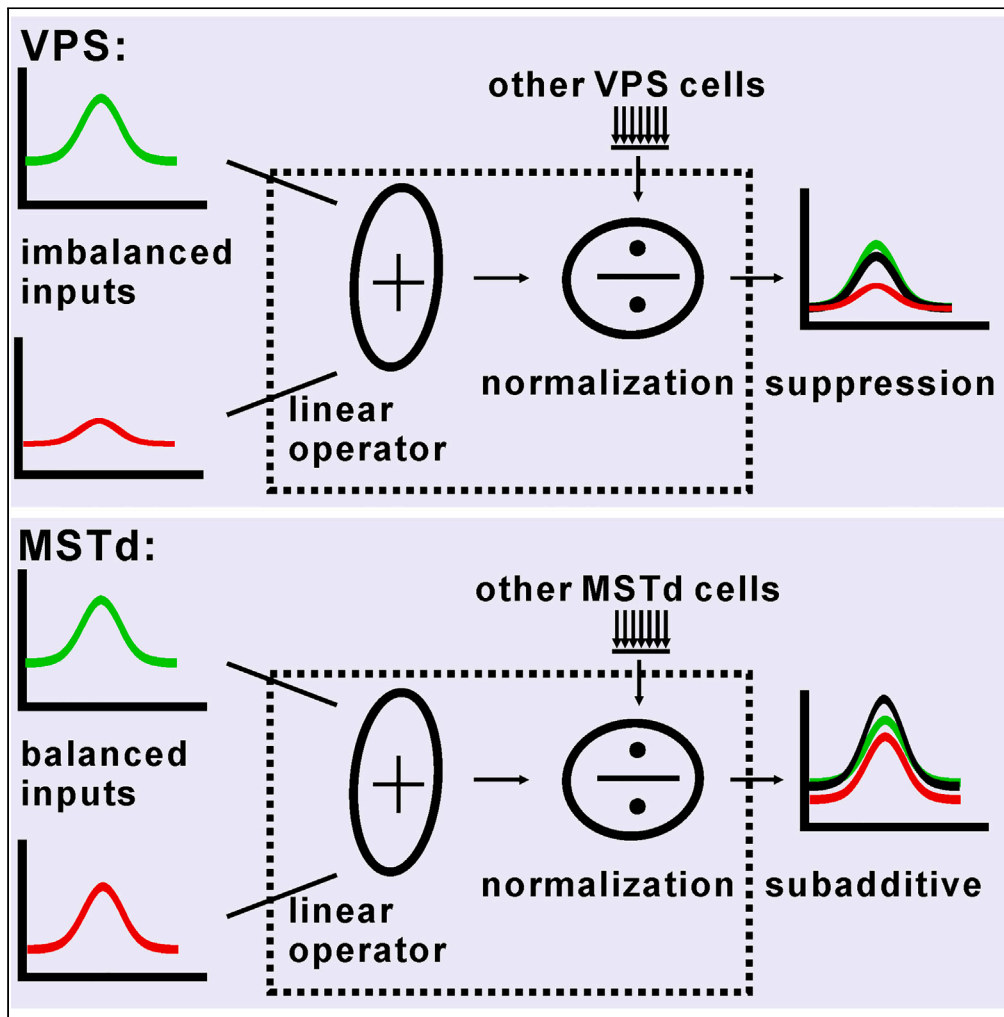 VPS:
other VPS cells
imbalanced
inputs
+
÷
linear
operator
normalization
suppression
MSTd:
other MSTd cells
balanced
inputs
+
÷
linear
operator
normalization
subadditive